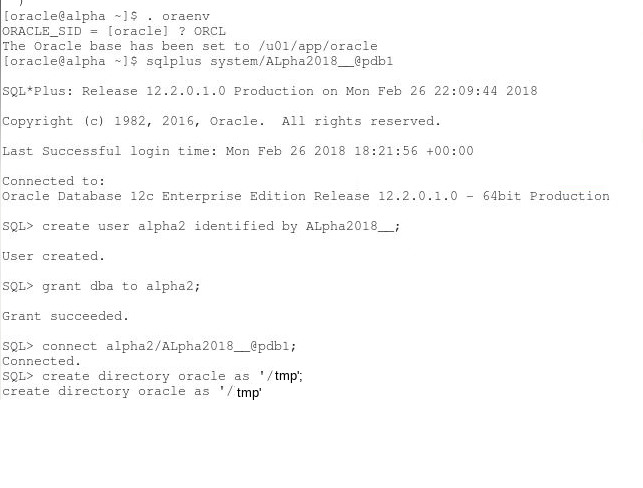 )
[oracle@alpha ~]$ . oraenv
ORACLE_SID = [oracle] ? ORCL
The Oracle base has been set to /u01/app/oracle
[oracle@alpha ~]$ sqlplus system/ALpha2018__@pdb1
SQL*Plus: Release 12.2.0.1.0 Production on Mon Feb 26 22:09:44 2018
Copyright (c) 1982, 2016, Oracle.  All rights reserved.
Last Successful login time: Mon Feb 26 2018 18:21:56 +00:00
Connected to:
Oracle Database 12c Enterprise Edition Release 12.2.0.1.0 - 64bit Production
SQL> create user alpha2 identified by ALpha2018__;
User created.
SQL> grant dba to alpha2;
Grant succeeded.
SQL> connect alpha2/ALpha2018__@pdb1;
Connected.
SQL> create directory oracle as '/tmp';
create directory oracle as '/tmp'